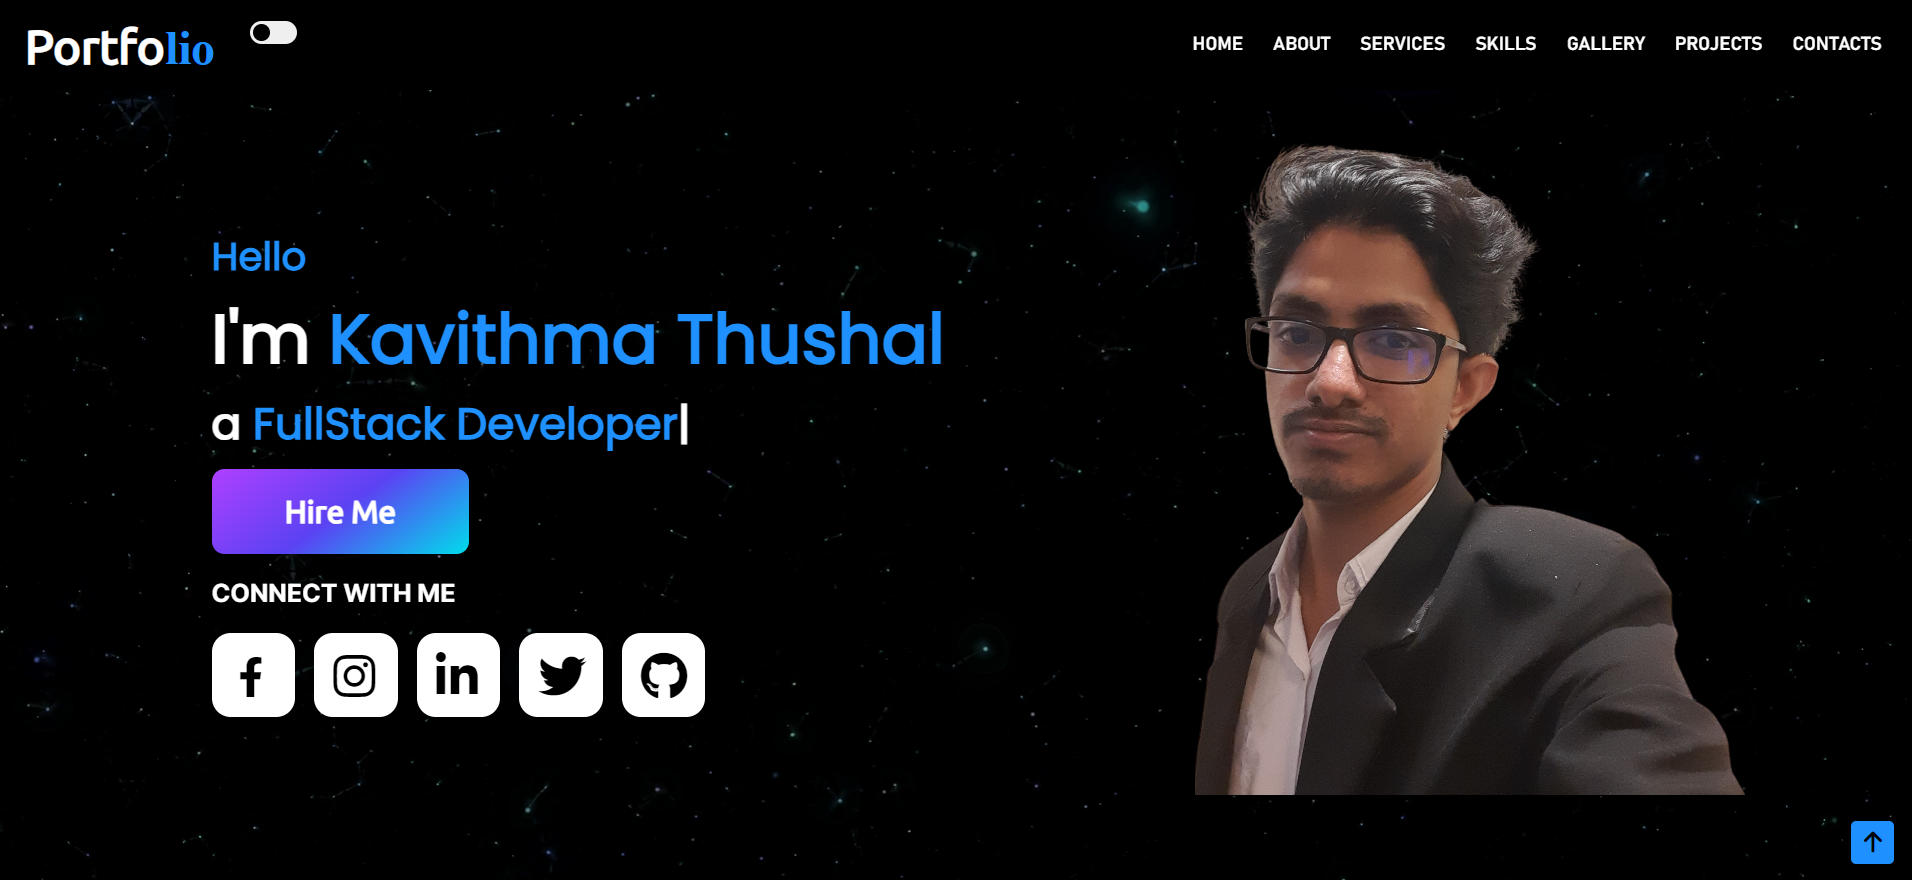 Portfolio
HOME ABOUT SERVICES SKILLS GALLERY PROJECTS CONTACTS
Hello
I'm Kavithma Thushal
a FullStack Developer|
Hire Me
CONNECT WITH ME